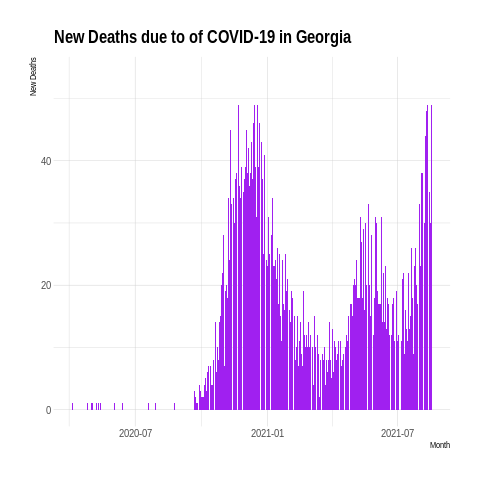 New Deaths due to of COVID-19 in Georgia
New Deaths
40
20
0
2020-07 2021-01 2021-07
Month